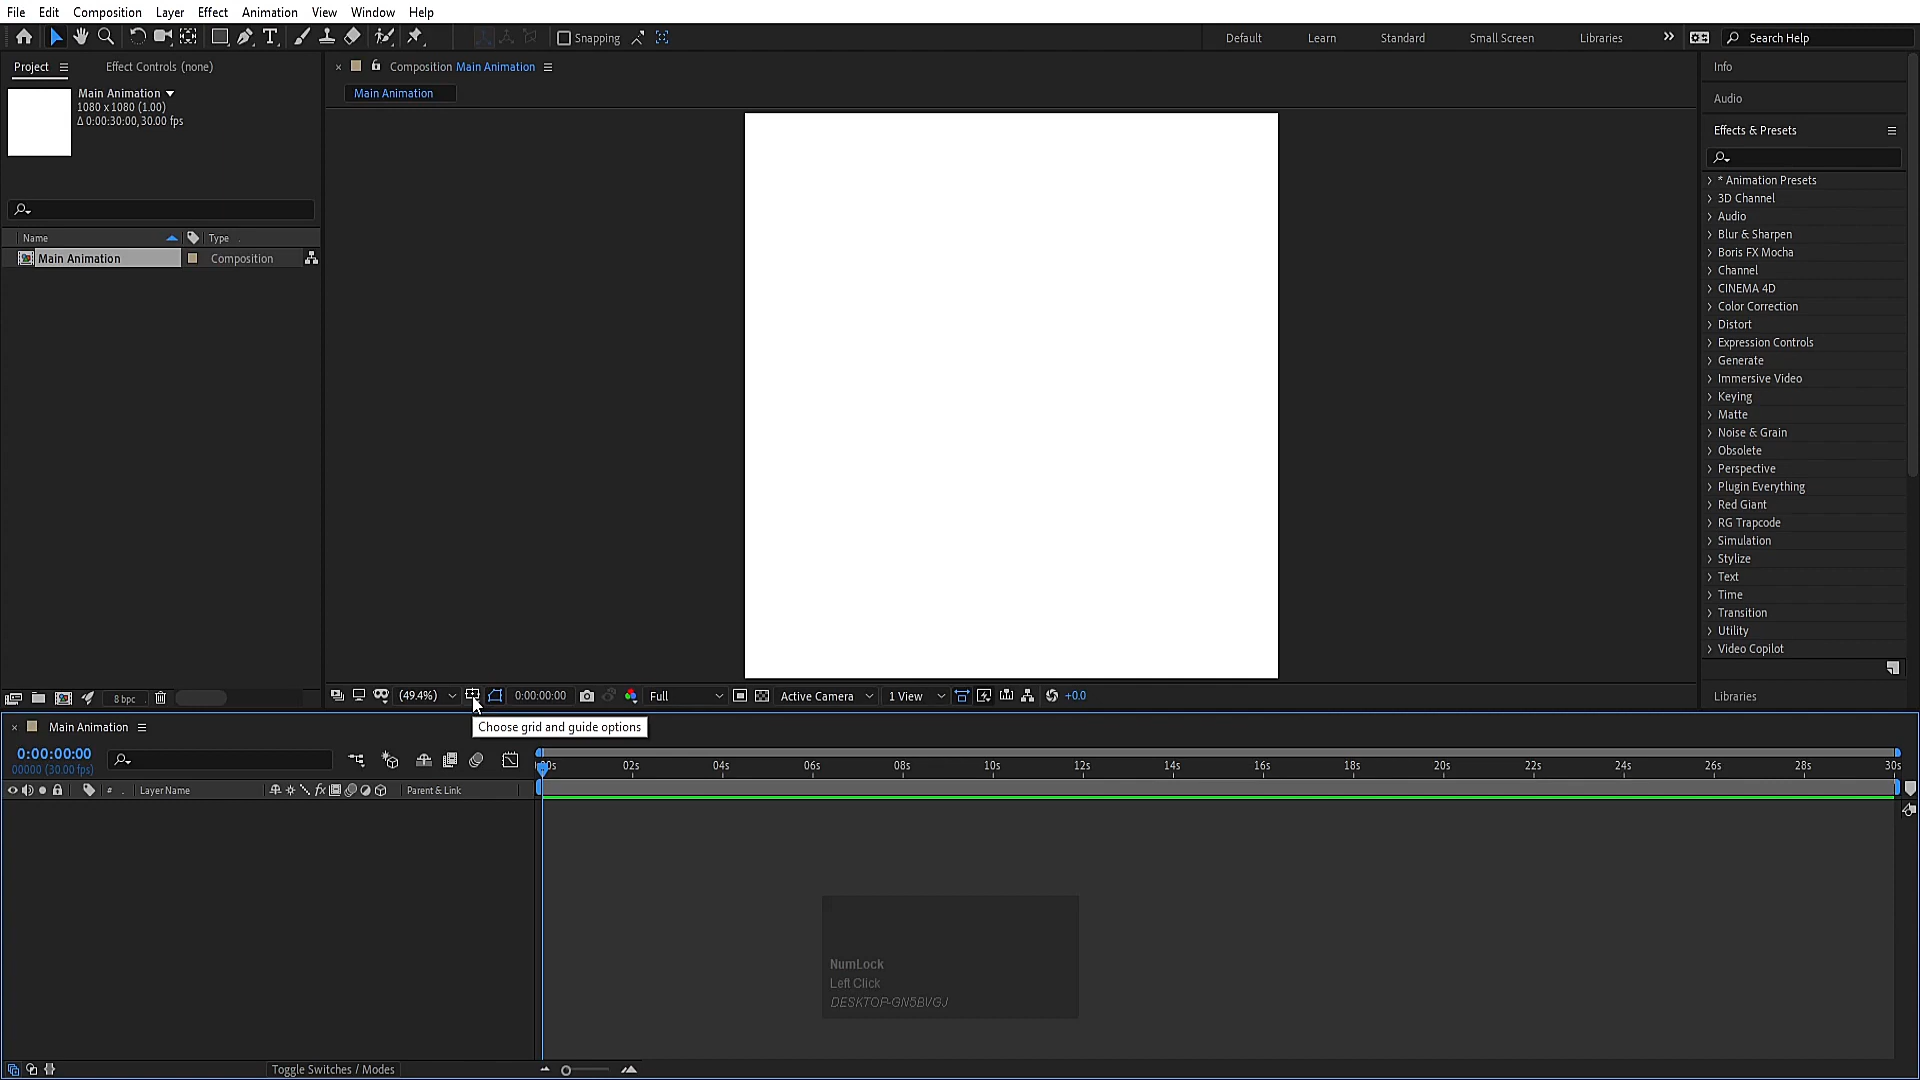 File Edit Composition Layer Effect Animation View Window Help
Snapping
Default Learn Standard Small Screen Libraries Search Help
Project Effect Controls (none)
Main Animation
1080 x 1080 (1.00)
Δ 0:00:30:00, 30.00 fps
Name Type
Main Animation Composition
8 bpc
Composition Main Animation
Main Animation
(49.4%) 0:00:00:00 Full Active Camera 1 View +0.0
Choose grid and guide options
Info
Audio
Effects & Presets
* Animation Presets
3D Channel
Audio
Blur & Sharpen
Boris FX Mocha
Channel
CINEMA 4D
Color Correction
Distort
Expression Controls
Generate
Immersive Video
Keying
Matte
Noise & Grain
Obsolete
Perspective
Plugin Everything
Red Giant
RG Trapcode
Simulation
Stylize
Text
Time
Transition
Utility
Video Copilot
Libraries
Main Animation
0:00:00:00
00000 (30.00 fps)
# Layer Name fx Parent & Link
00s 02s 04s 06s 08s 10s 12s 14s 16s 18s 20s 22s 24s 26s 28s 30s
NumLock
Left Click
DESKTOP-GN5BVGJ
Toggle Switches / Modes